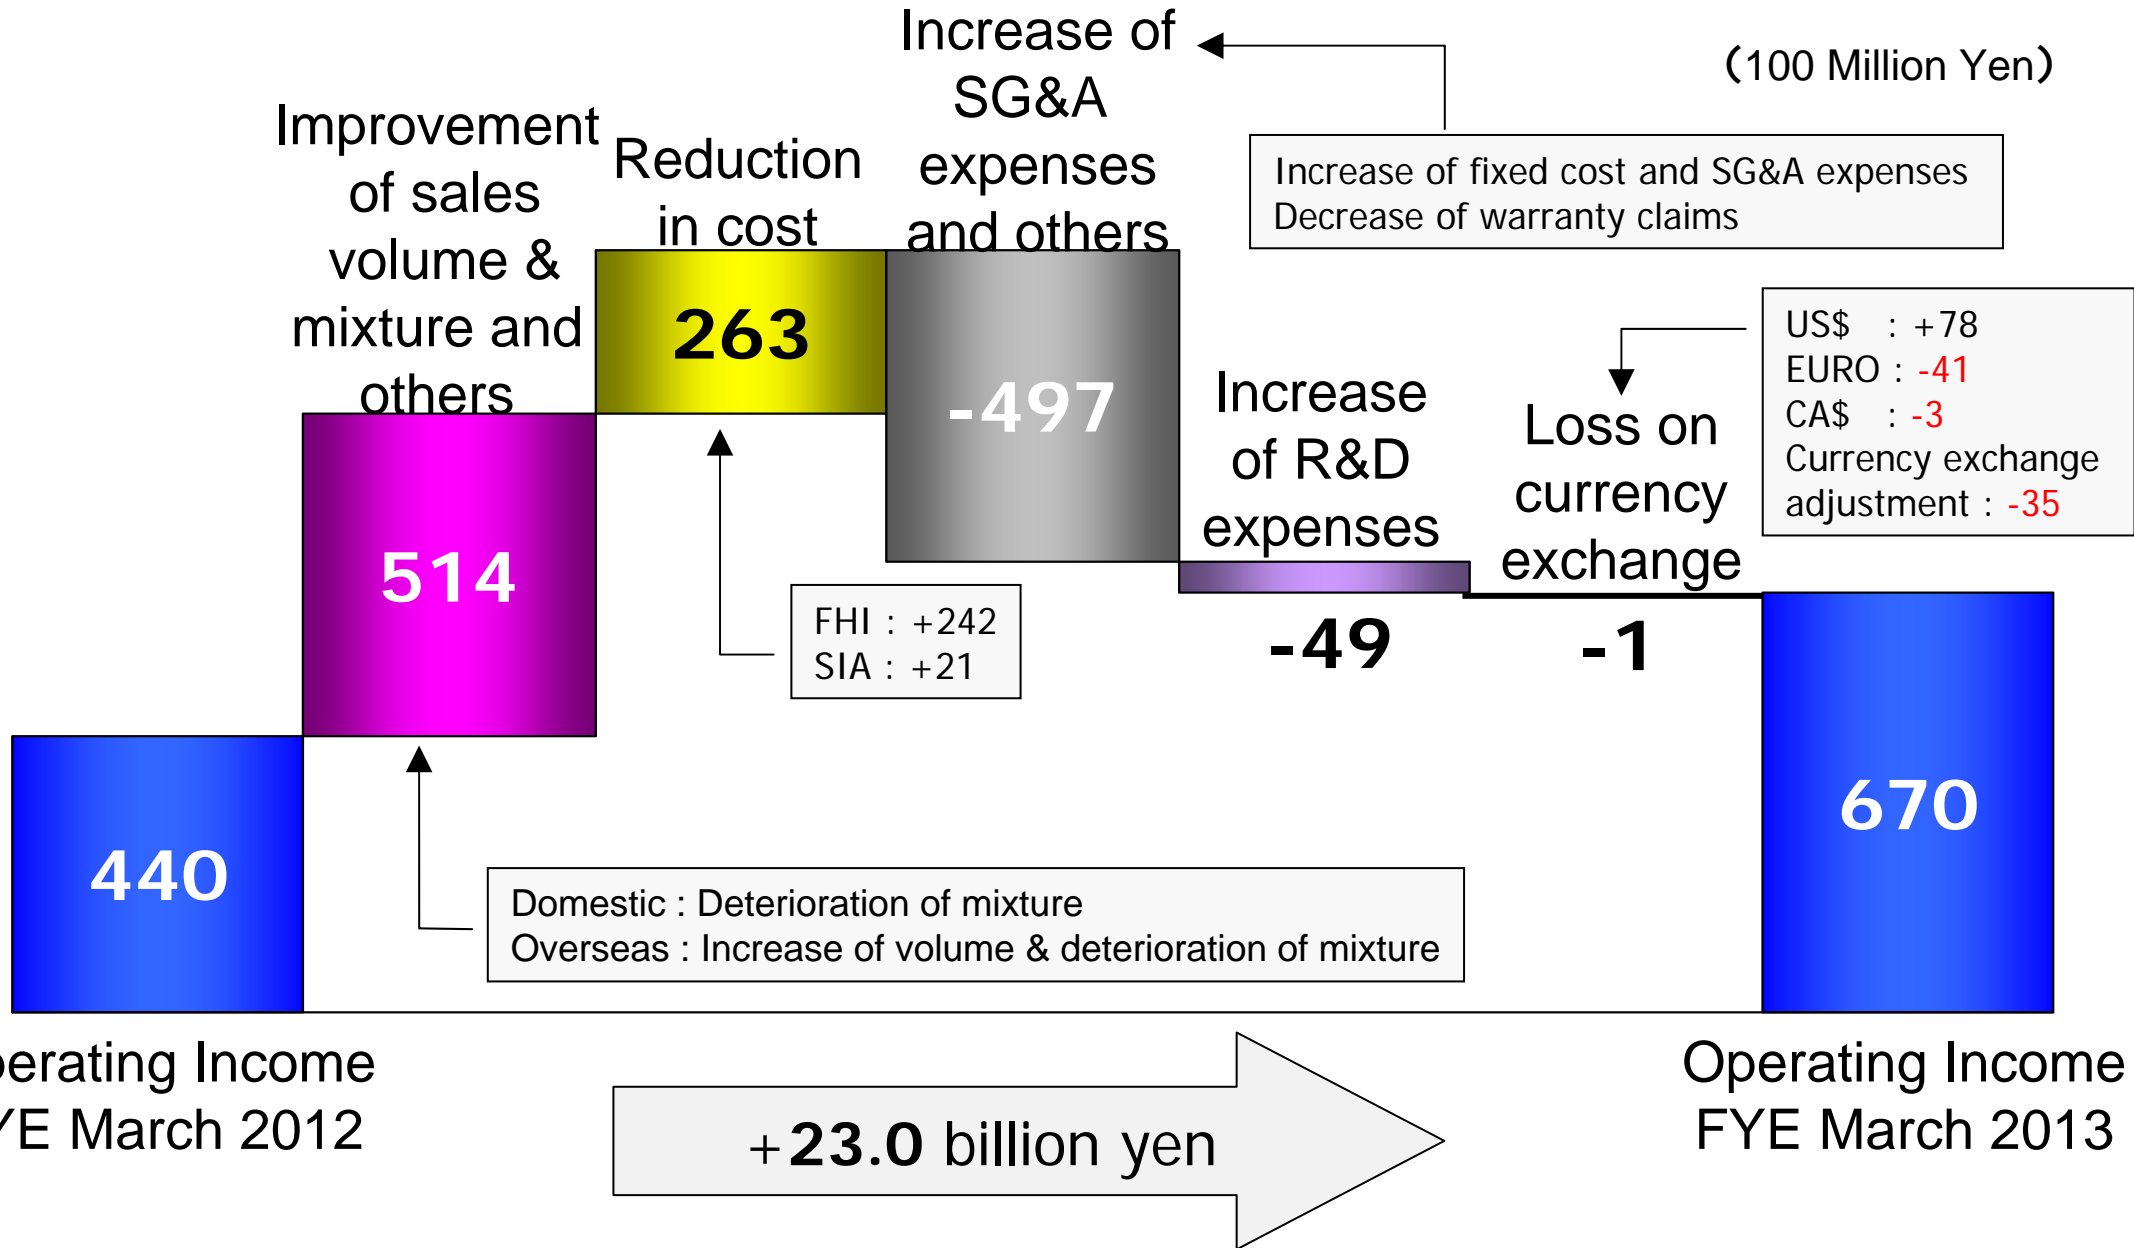 （100 Million Yen）
Increase of
SG&A
expenses
and others
Improvement
of sales
volume &
mixture and
others
Reduction
in cost
Increase of fixed cost and SG&A expenses
Decrease of warranty claims
263
-497
514
US$ : +78
EURO : -41
CA$ : -3
Currency exchange
adjustment : -35
Increase
of R&D
expenses
Loss on
currency
exchange
-49
-1
FHI : +242
SIA : +21
440
670
Domestic : Deterioration of mixture
Overseas : Increase of volume & deterioration of mixture
perating Income
YE March 2012
+23.0 billion yen
Operating Income
FYE March 2013